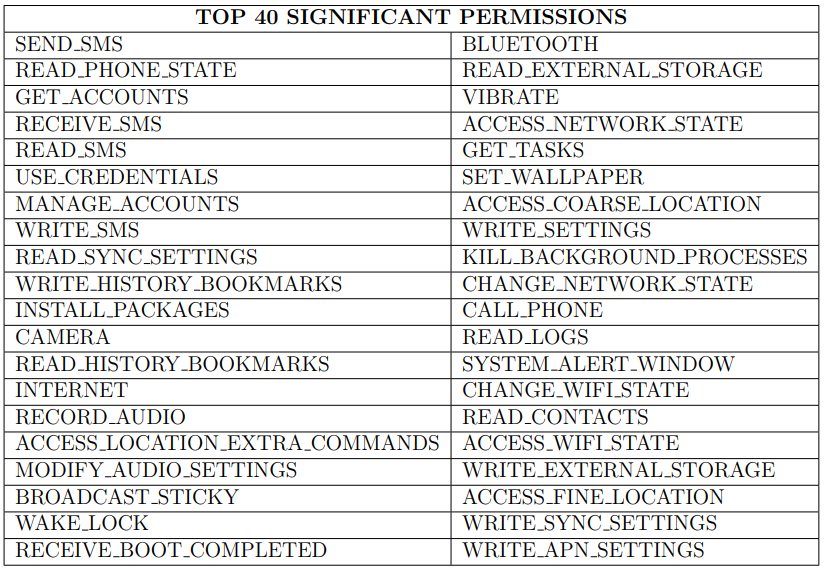 TOP 40 SIGNIFICANT PERMISSIONS
SEND_SMS BLUETOOTH
READ_PHONE_STATE READ_EXTERNAL_STORAGE
GET_ACCOUNTS VIBRATE
RECEIVE_SMS ACCESS_NETWORK_STATE
READ_SMS GET_TASKS
USE_CREDENTIALS SET_WALLPAPER
MANAGE_ACCOUNTS ACCESS_COARSE_LOCATION
WRITE_SMS WRITE_SETTINGS
READ_SYNC_SETTINGS KILL_BACKGROUND_PROCESSES
WRITE_HISTORY_BOOKMARKS CHANGE_NETWORK_STATE
INSTALL_PACKAGES CALL_PHONE
CAMERA READ_LOGS
READ_HISTORY_BOOKMARKS SYSTEM_ALERT_WINDOW
INTERNET CHANGE_WIFI_STATE
RECORD_AUDIO READ_CONTACTS
ACCESS_LOCATION_EXTRA_COMMANDS ACCESS_WIFI_STATE
MODIFY_AUDIO_SETTINGS WRITE_EXTERNAL_STORAGE
BROADCAST_STICKY ACCESS_FINE_LOCATION
WAKE_LOCK WRITE_SYNC_SETTINGS
RECEIVE_BOOT_COMPLETED WRITE_APN_SETTINGS